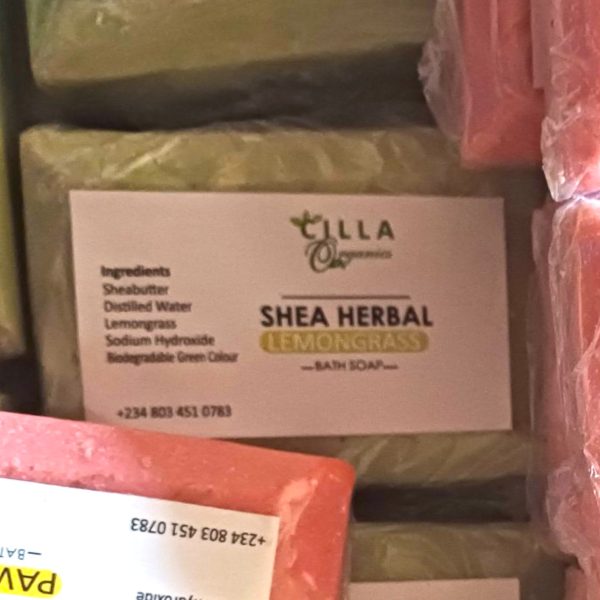 Ingredients
Sheabutter
Distilled Water
Lemongrass
Sodium Hydroxide
Biodegradable Green Colour
+234 803 451 0783
CILLA
Organics
SHEA HERBAL
LEMONGRASS
—BATH SOAP—
+234 803 451 0783